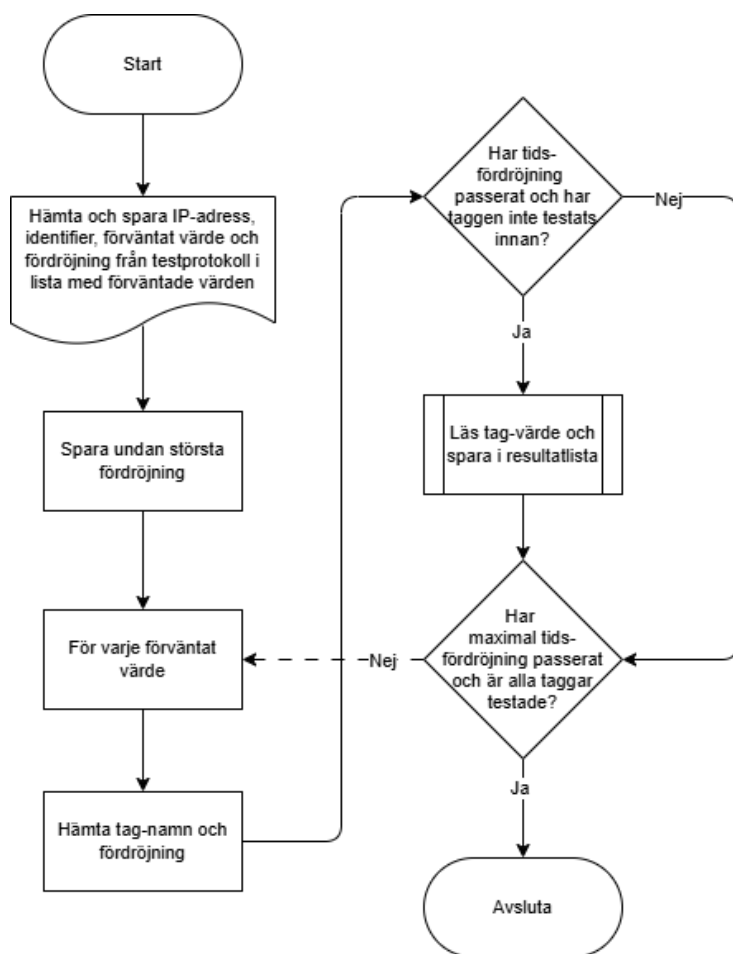 Start
Hämta och spara IP-adress,
identifier, förväntat värde och
fördröjning från testprotokoll i
lista med förväntade värden
Spara undan största
fördröjning
För varje förväntat
värde
Hämta tag-namn och
fördröjning
Har tids-
fördröjning
passerat och har
taggen inte testats
innan?
Nej
Ja
Läs tag-värde och
spara i resultatlista
Har
maximal tids-
fördröjning passerat
och är alla taggar
testade?
Nej
Ja
Avsluta